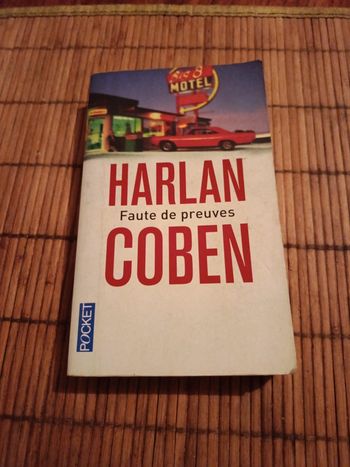 MOTEL
HARLAN
Faute de preuves
COBEN
POCKET